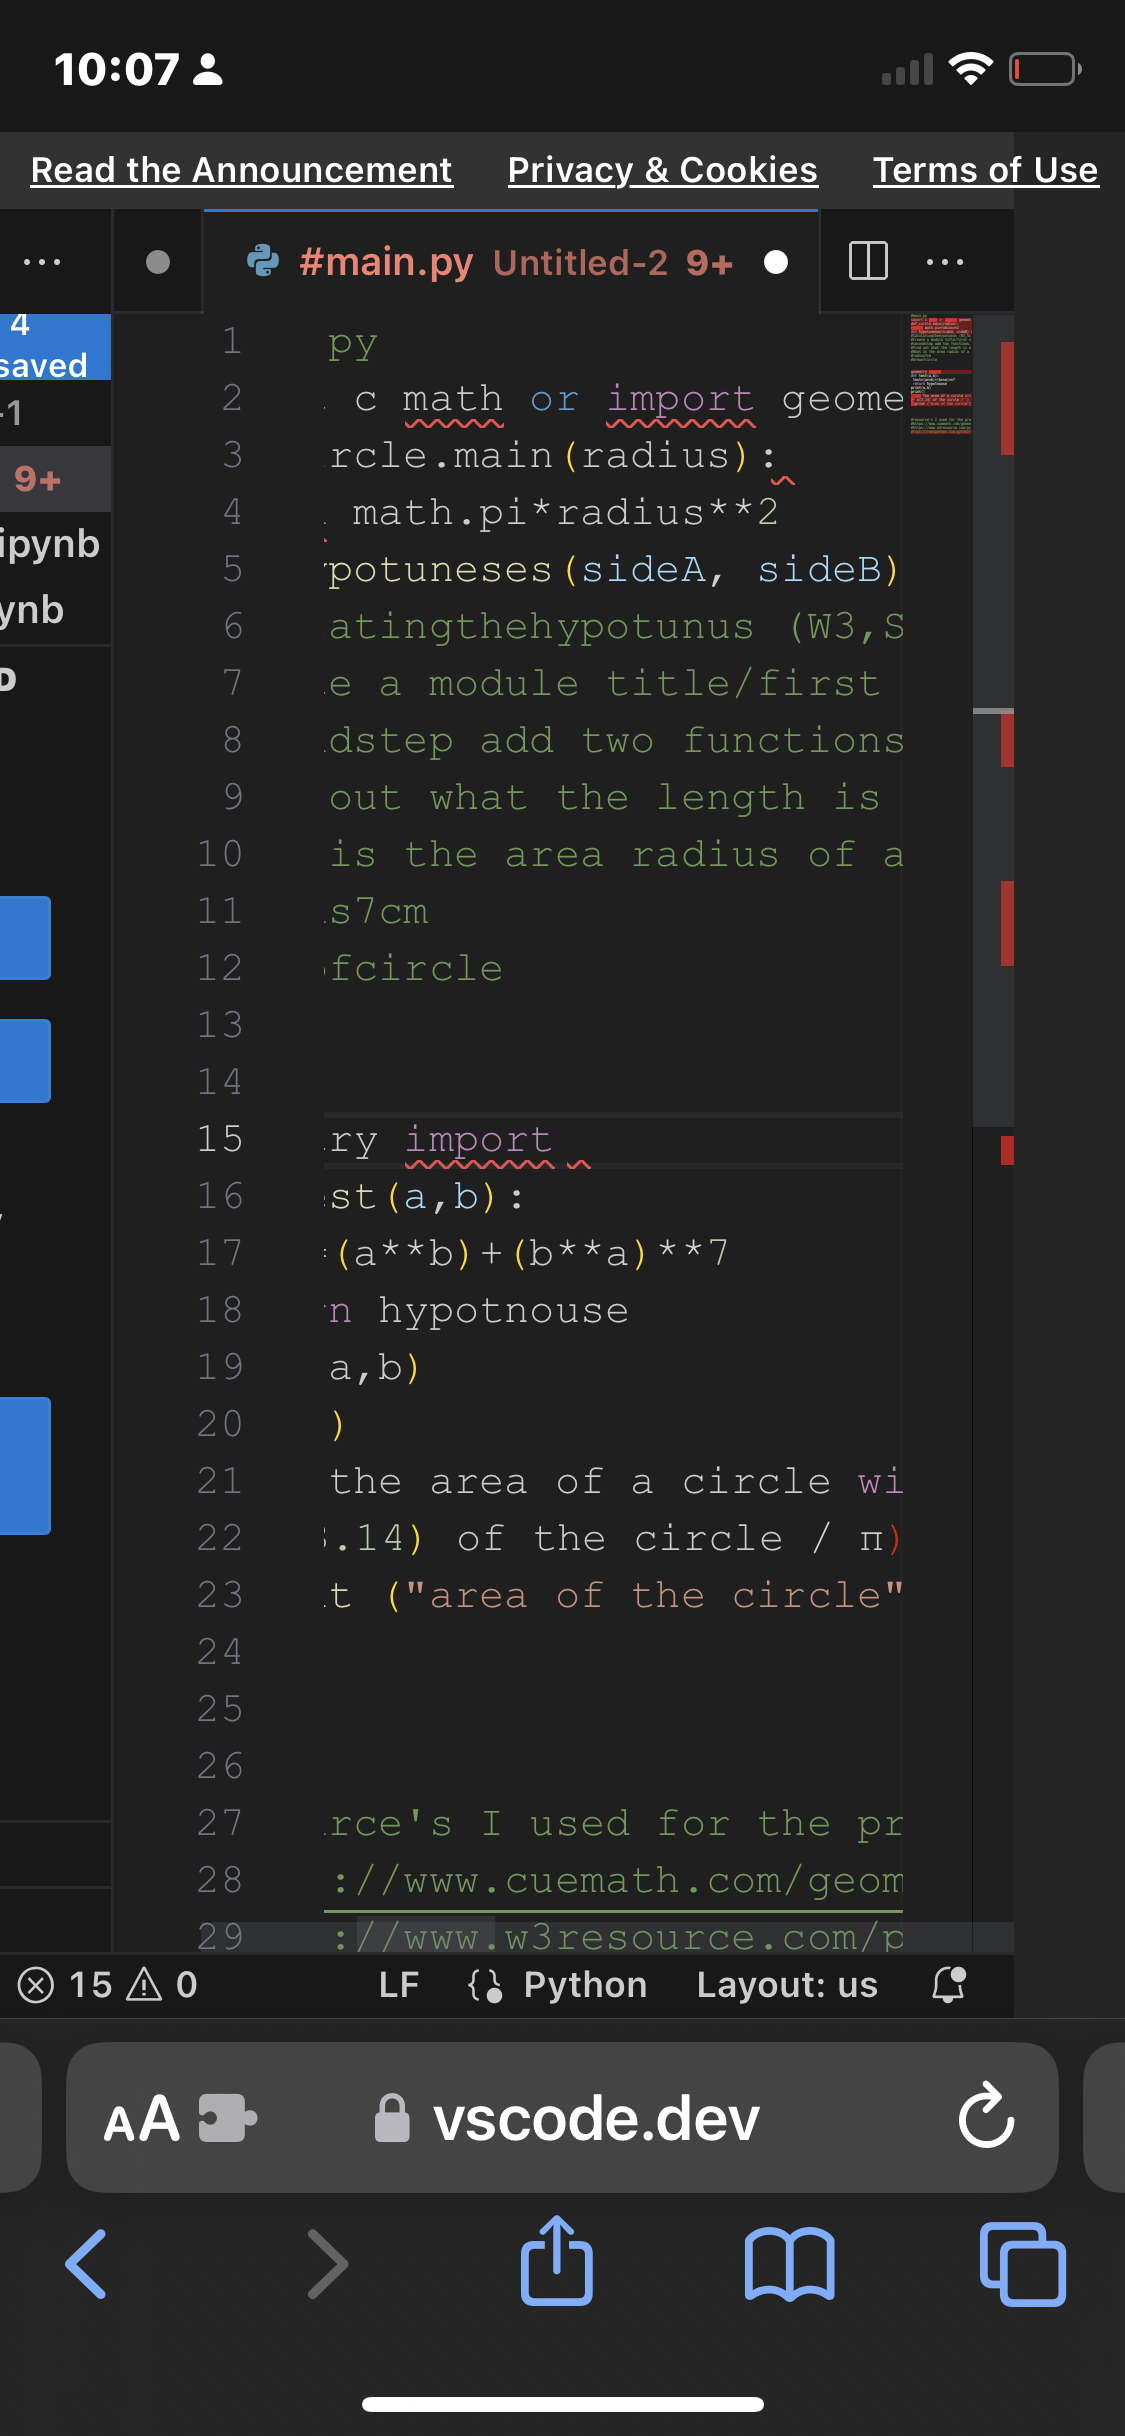 10:07
Read the Announcement Privacy & Cookies Terms of Use
#main.py Untitled-2 9+
4
saved
-1
9+
ipynb
ynb
1 py
2 c math or import geome
3 rcle.main(radius):
4 math.pi*radius**2
5 potuneses(sideA, sideB)
6 atingthehypotunus (W3,S
7 e a module title/first
8 dstep add two functions
9 out what the length is
10 is the area radius of a
11 s7cm
12 fcircle
13
14
15 ry import
16 st(a,b):
17 (a**b)+(b**a)**7
18 n hypotnouse
19 a,b)
20 )
21 the area of a circle wi
22 .14) of the circle / π)
23 t ("area of the circle"
24
25
26
27 rce's I used for the pr
28 ://www.cuemath.com/geom
29 ://www.w3resource.com/p
15 0 LF Python Layout: us
AA vscode.dev